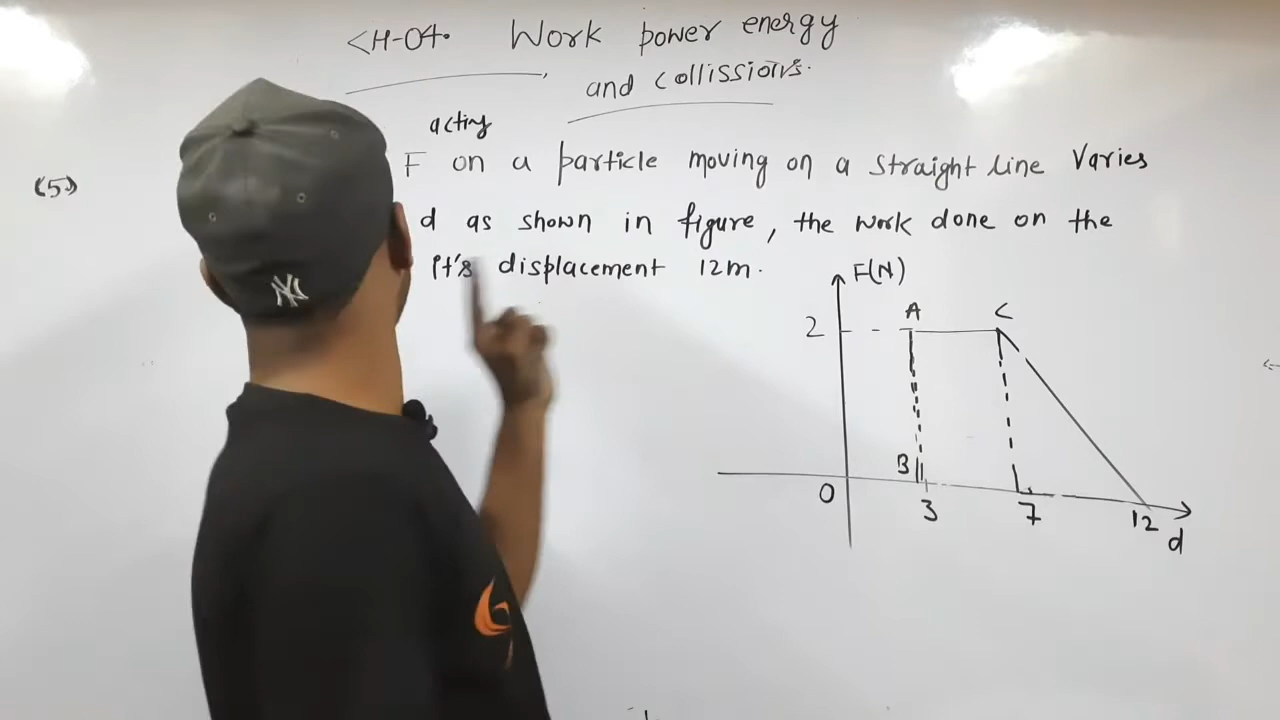 CH-04. Work power energy
and collissions.
acting
(5) F on a particle moving on a straight line varies
d as shown in figure, the work done on the
it's displacement 12m.
F(N)
2 A C
B
0 3 7 12
d
NY